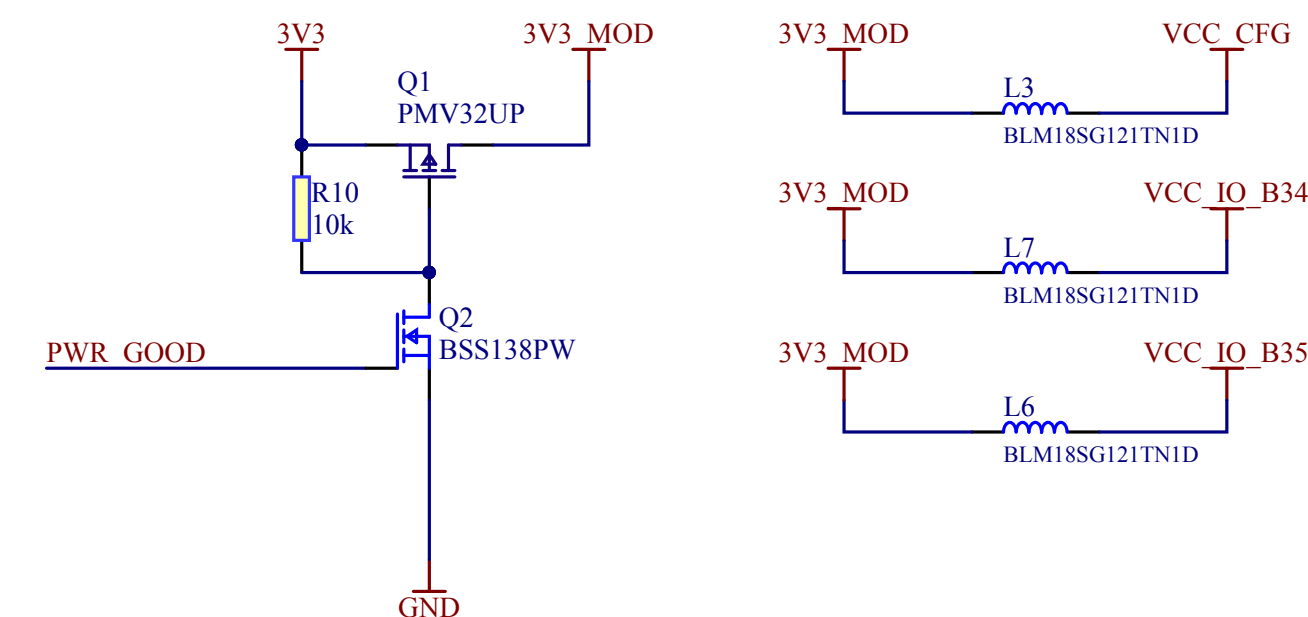 3V3
3V3_MOD
Q1
PMV32UP
R10
10k
Q2
BSS138PW
PWR_GOOD
GND
3V3_MOD
VCC_CFG
L3
BLM18SG121TN1D
3V3_MOD
VCC_IO_B34
L7
BLM18SG121TN1D
3V3_MOD
VCC_IO_B35
L6
BLM18SG121TN1D